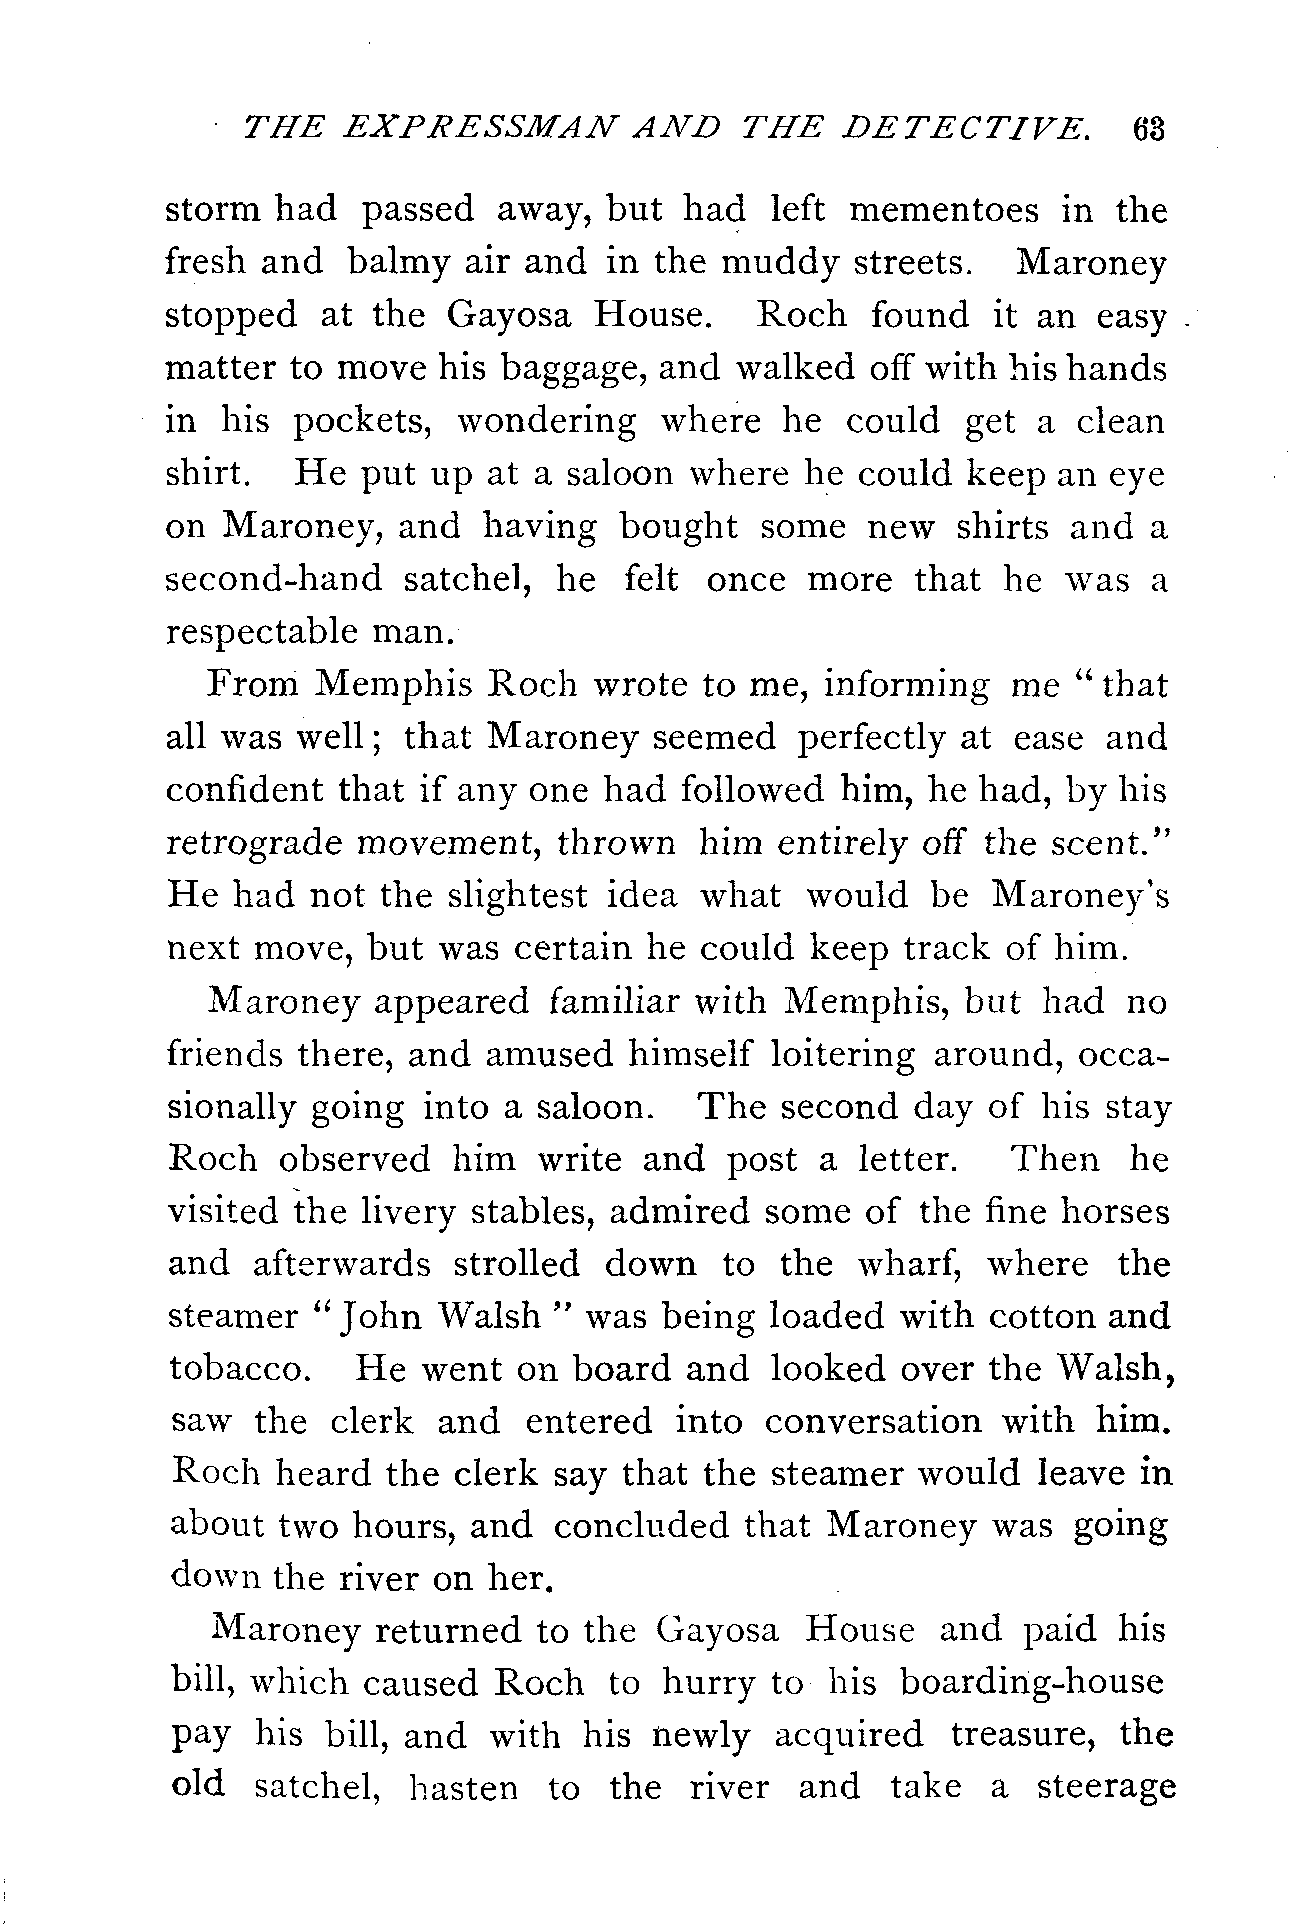 THE EXPRESSMAN AND THE DETECTIVE. 63
storm had passed away, but had left mementoes in the
fresh and balmy air and in the muddy streets. Maroney
stopped at the Gayosa House. Roch found it an easy
matter to move his baggage, and walked off with his hands
in his pockets, wondering where he could get a clean
shirt. He put up at a saloon where he could keep an eye
on Maroney, and having bought some new shirts and a
second-hand satchel, he felt once more that he was a
respectable man.
From Memphis Roch wrote to me, informing me “ that
all was well ; that Maroney seemed perfectly at ease and
confident that if any one had followed him, he had, by his
retrograde movement, thrown him entirely off the scent.”
He had not the slightest idea what would be Maroney's
next move, but was certain he could keep track of him.
Maroney appeared familiar with Memphis, but had no
friends there, and amused himself loitering around, occa-
sionally going into a saloon. The second day of his stay
Roch observed him write and post a letter. Then he
visited the livery stables, admired some of the fine horses
and afterwards strolled down to the wharf, where the
steamer “ John Walsh ” was being loaded with cotton and
tobacco. He went on board and looked over the Walsh,
saw the clerk and entered into conversation with him.
Roch heard the clerk say that the steamer would leave in
about two hours, and concluded that Maroney was going
down the river on her.
Maroney returned to the Gayosa House and paid his
bill, which caused Roch to hurry to his boarding-house
pay his bill, and with his newly acquired treasure, the
old satchel, hasten to the river and take a steerage